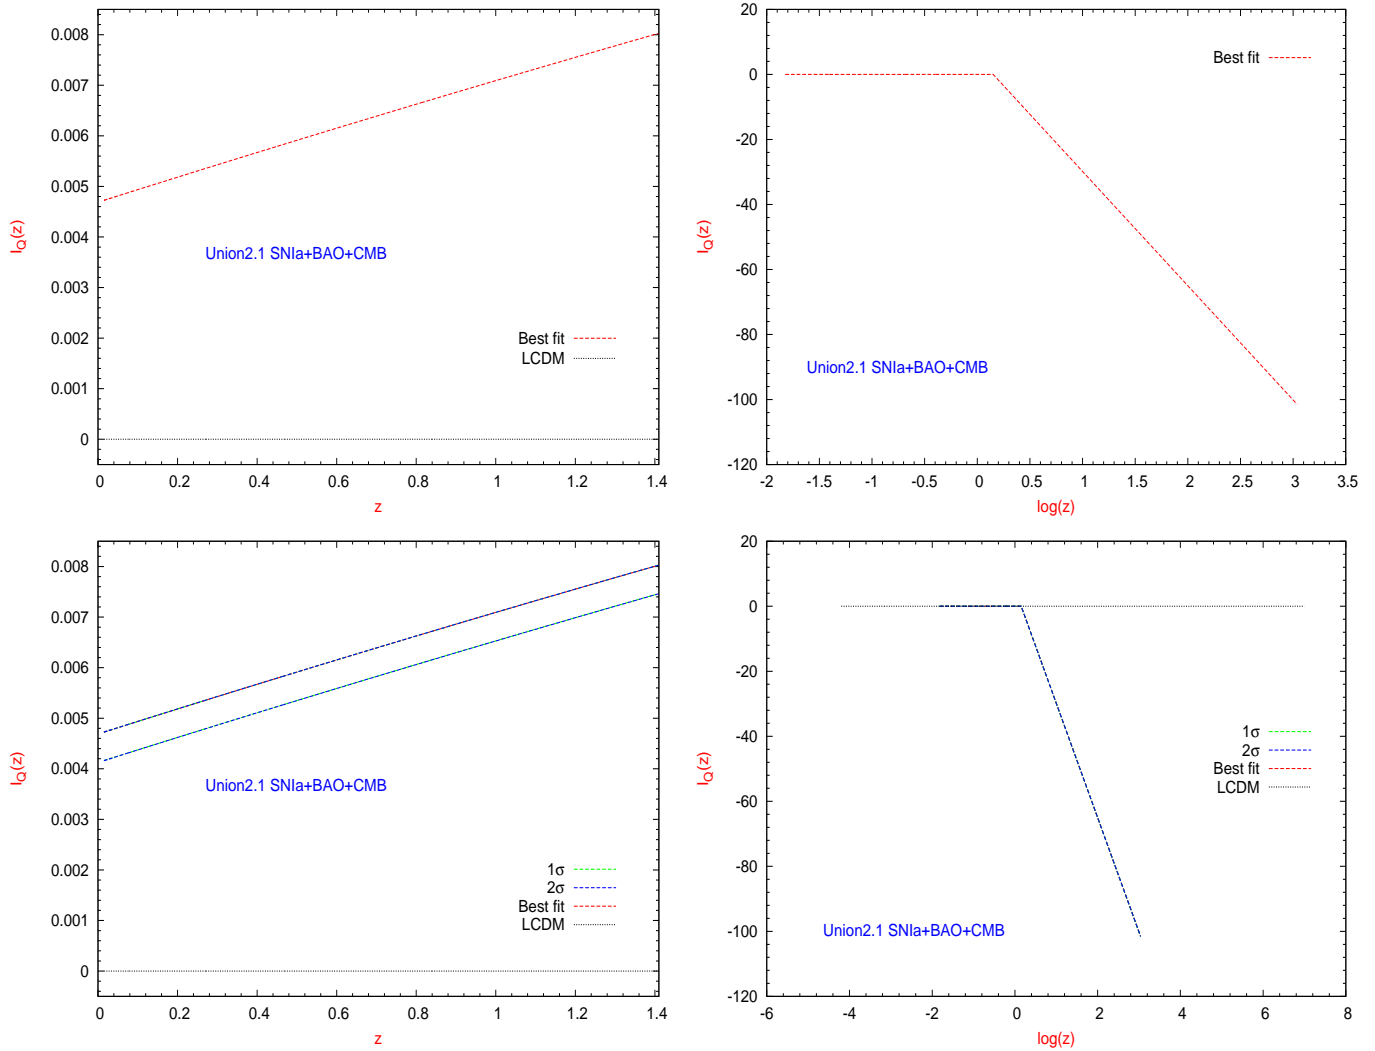 0.008
0.007
0.006
0.005
0.004
0.003
0.002
0.001
0
I_Q(z)
Union2.1 SNIa+BAO+CMB
Best fit
LCDM
0 0.2 0.4 0.6 0.8 1 1.2 1.4
z
20
0
-20
-40
-60
-80
-100
-120
I_Q(z)
Best fit
Union2.1 SNIa+BAO+CMB
-2 -1.5 -1 -0.5 0 0.5 1 1.5 2 2.5 3 3.5
log(z)
0.008
0.007
0.006
0.005
0.004
0.003
0.002
0.001
0
I_Q(z)
Union2.1 SNIa+BAO+CMB
1σ
2σ
Best fit
LCDM
0 0.2 0.4 0.6 0.8 1 1.2 1.4
z
20
0
-20
-40
-60
-80
-100
-120
I_Q(z)
1σ
2σ
Best fit
LCDM
Union2.1 SNIa+BAO+CMB
-6 -4 -2 0 2 4 6 8
log(z)